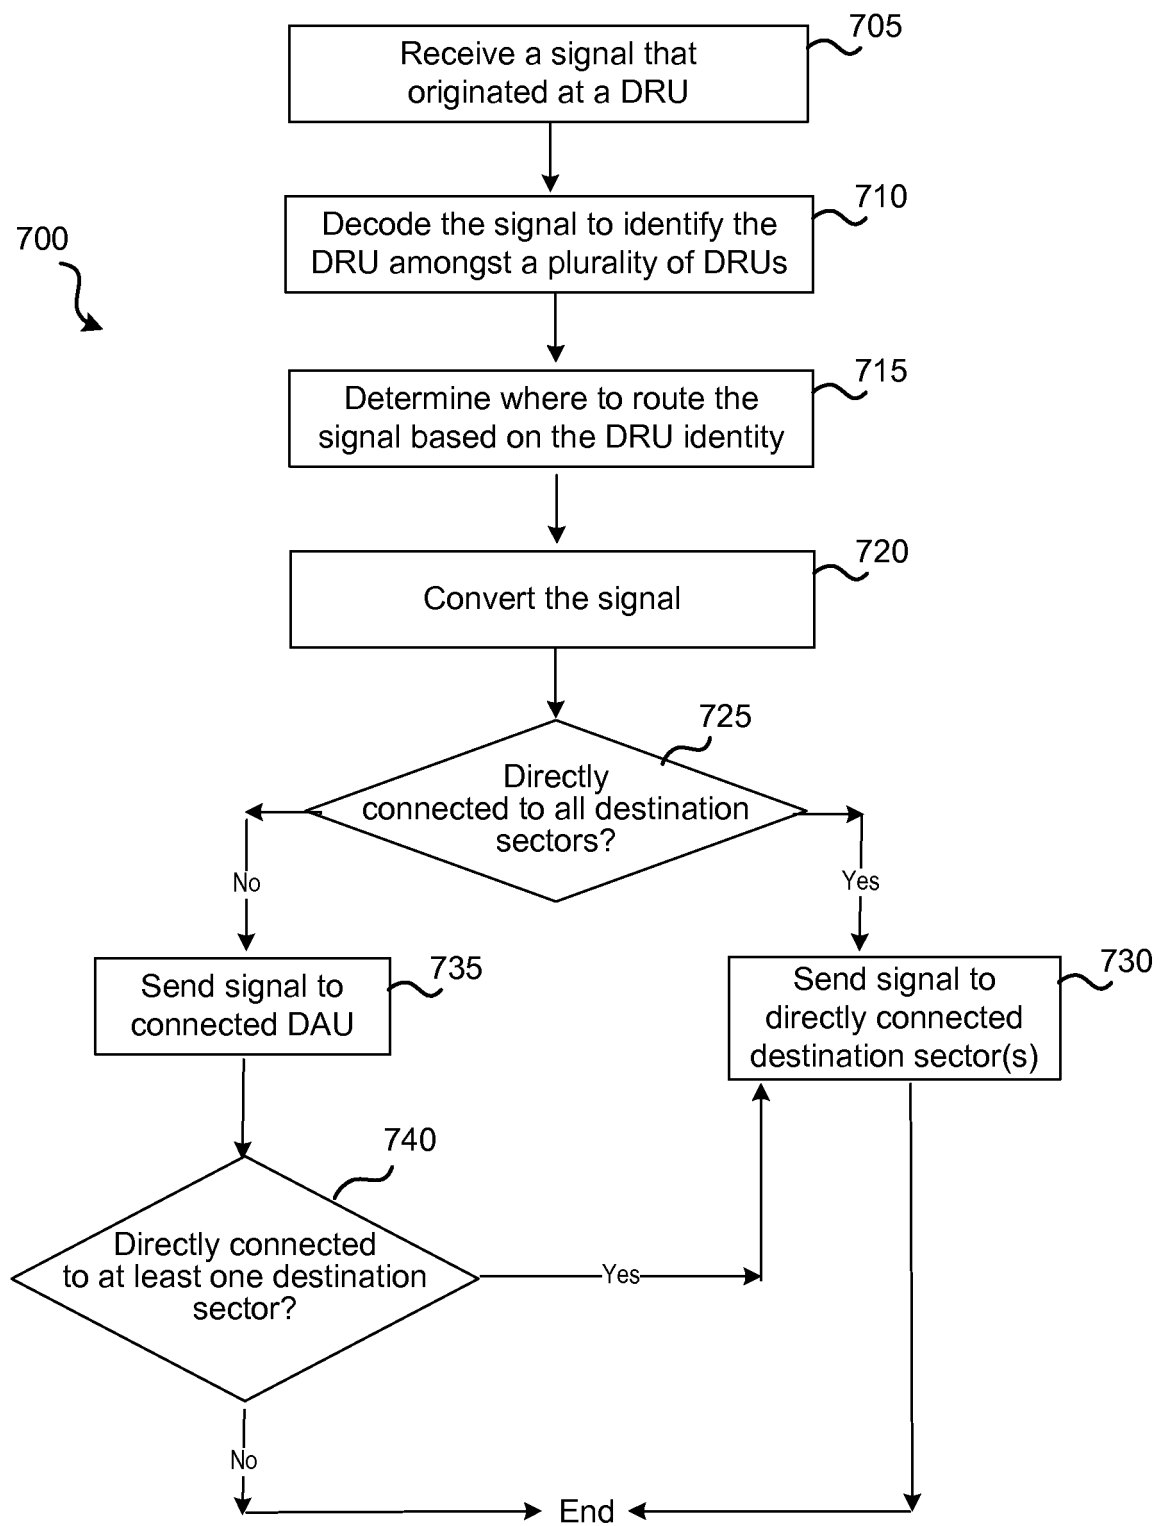 705
Receive a signal that
originated at a DRU
710
Decode the signal to identify the
DRU amongst a plurality of DRUs
700
715
Determine where to route the
signal based on the DRU identity
720
Convert the signal
725
Directly
connected to all destination
sectors?
No
Yes
735
Send signal to
connected DAU
730
Send signal to
directly connected
destination sector(s)
740
Directly connected
to at least one destination
sector?
Yes
No
End